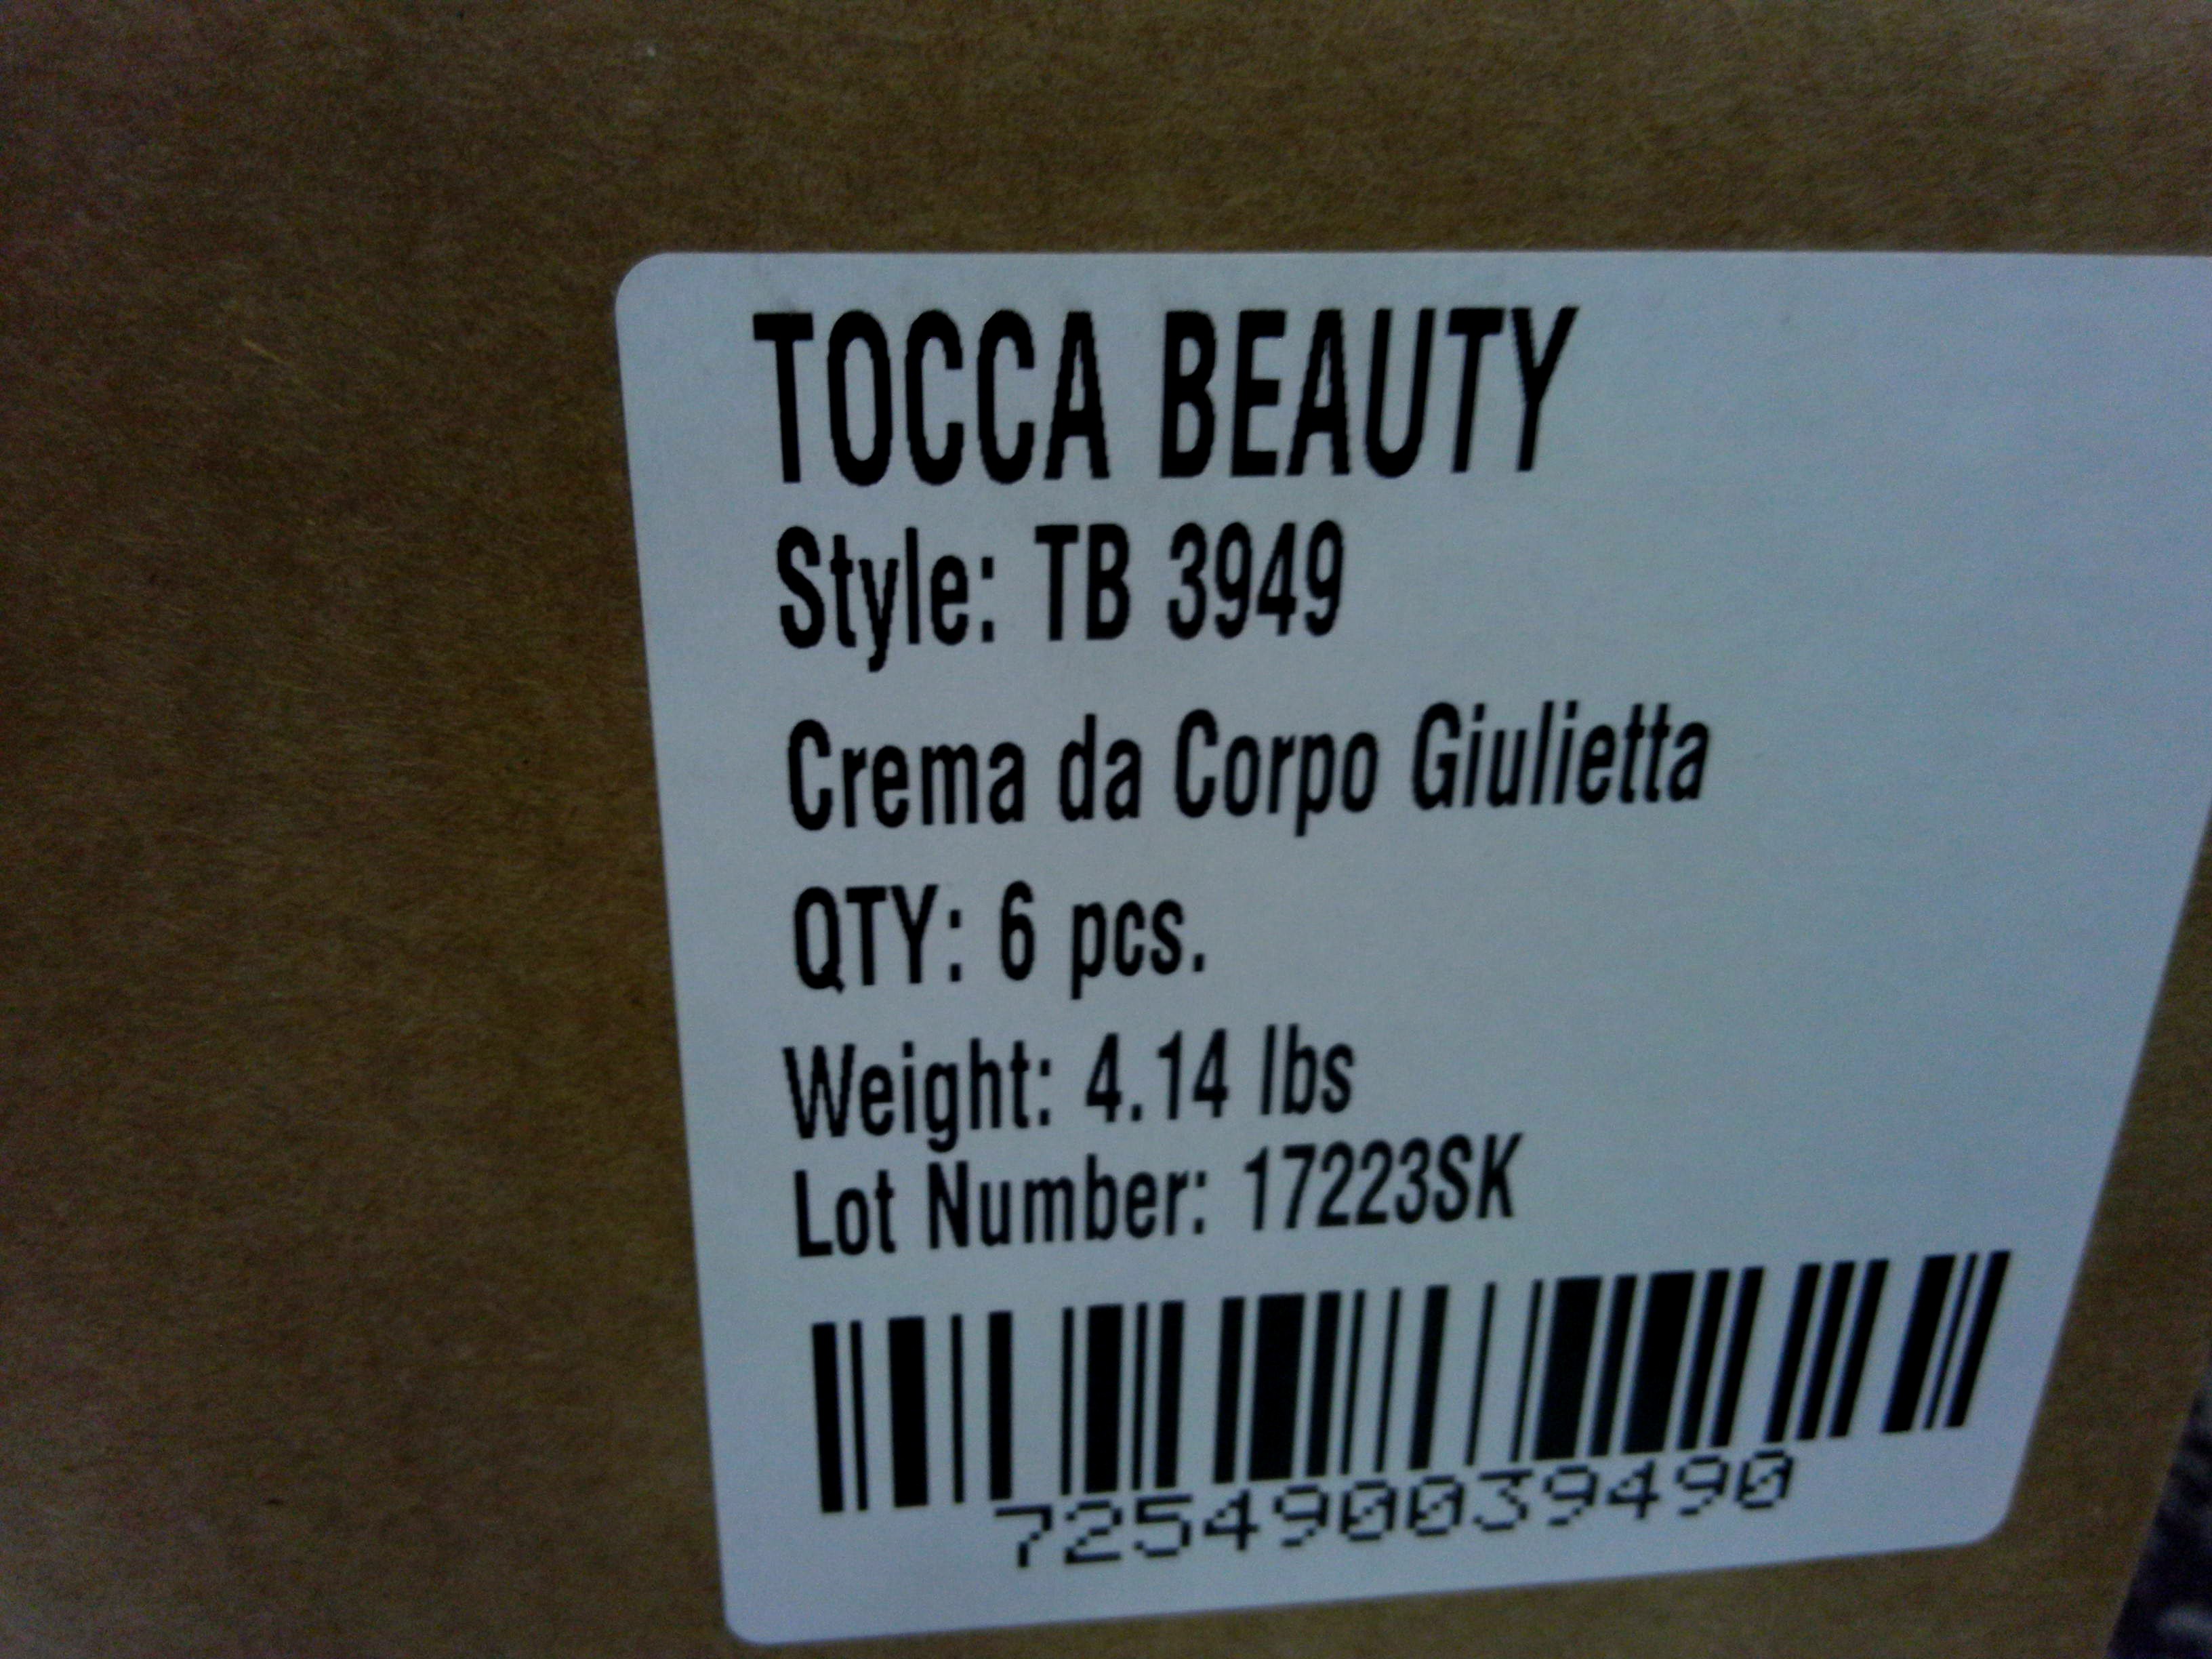 TOCCA BEAUTY
Style: TB 3949
Crema da Corpo Giulietta
QTY: 6 pcs.
Weight: 4.14 lbs
Lot Number: 17223SK
725490039490